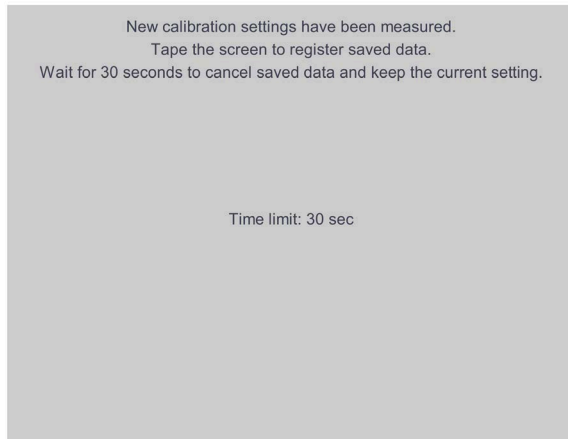 New calibration settings have been measured.
Tape the screen to register saved data.
Wait for 30 seconds to cancel saved data and keep the current setting.
Time limit: 30 sec